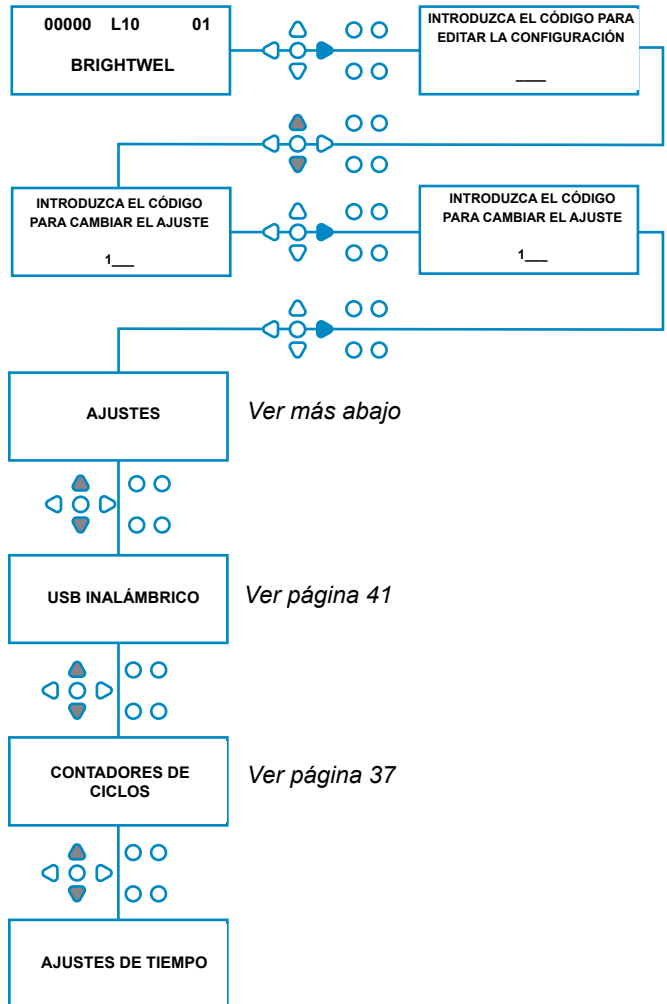 00000 L10 01
BRIGHTWEL
INTRODUZCA EL CÓDIGO PARA
EDITAR LA CONFIGURACIÓN
____
INTRODUZCA EL CÓDIGO
PARA CAMBIAR EL AJUSTE
1___
INTRODUZCA EL CÓDIGO
PARA CAMBIAR EL AJUSTE
1___
AJUSTES
Ver más abajo
USB INALÁMBRICO
Ver página 41
CONTADORES DE
CICLOS
Ver página 37
AJUSTES DE TIEMPO